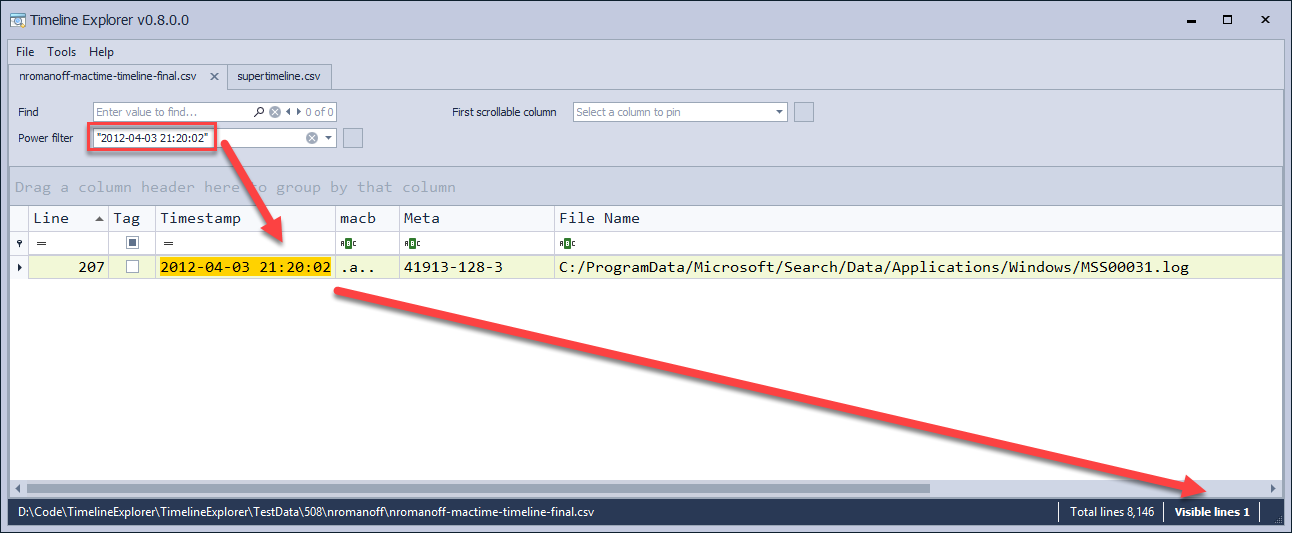 Timeline Explorer v0.8.0.0
File Tools Help
nromanoff-mactime-timeline-final.csv supertimeline.csv
Find Enter value to find... 0 of 0 First scrollable column Select a column to pin
Power filter "2012-04-03 21:20:02"
Drag a column header here to group by that column
Line Tag Timestamp macb Meta File Name
= = ABC ABC ABC
207 2012-04-03 21:20:02 .a.. 41913-128-3 C:/ProgramData/Microsoft/Search/Data/Applications/Windows/MSS00031.log
D:\Code\TimelineExplorer\TimelineExplorer\TestData\508\nromanoff\nromanoff-mactime-timeline-final.csv Total lines 8,146 Visible lines 1